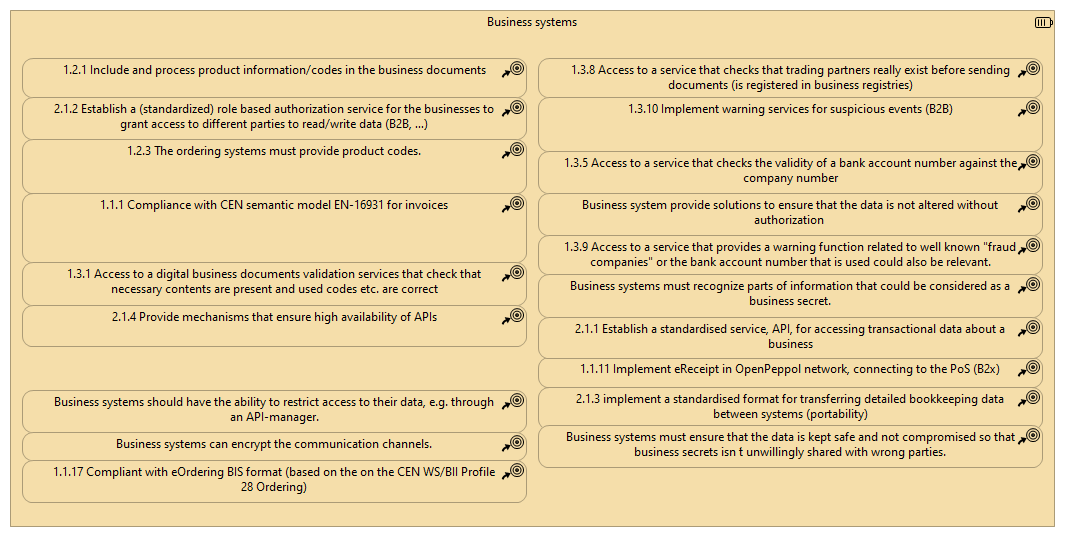 Business systems
1.2.1 Include and process product information/codes in the business documents
2.1.2 Establish a (standardized) role based authorization service for the businesses to
grant access to different parties to read/write data (B2B, ...)
1.2.3 The ordering systems must provide product codes.
1.1.1 Compliance with CEN semantic model EN-16931 for invoices
1.3.1 Access to a digital business documents validation services that check that
necessary contents are present and used codes etc. are correct
2.1.4 Provide mechanisms that ensure high availability of APIs
Business systems should have the ability to restrict access to their data, e.g. through
an API-manager.
Business systems can encrypt the communication channels.
1.1.17 Compliant with eOrdering BIS format (based on the on the CEN WS/BII Profile
28 Ordering)
1.3.8 Access to a service that checks that trading partners really exist before sending
documents (is registered in business registries)
1.3.10 Implement warning services for suspicious events (B2B)
1.3.5 Access to a service that checks the validity of a bank account number against the
company number
Business system provide solutions to ensure that the data is not altered without
authorization
1.3.9 Access to a service that provides a warning function related to well known "fraud
companies" or the bank account number that is used could also be relevant.
Business systems must recognize parts of information that could be considered as a
business secret.
2.1.1 Establish a standardised service, API, for accessing transactional data about a
business
1.1.11 Implement eReceipt in OpenPeppol network, connecting to the PoS (B2x)
2.1.3 implement a standardised format for transferring detailed bookkeeping data
between systems (portability)
Business systems must ensure that the data is kept safe and not compromised so that
business secrets isn t unwillingly shared with wrong parties.